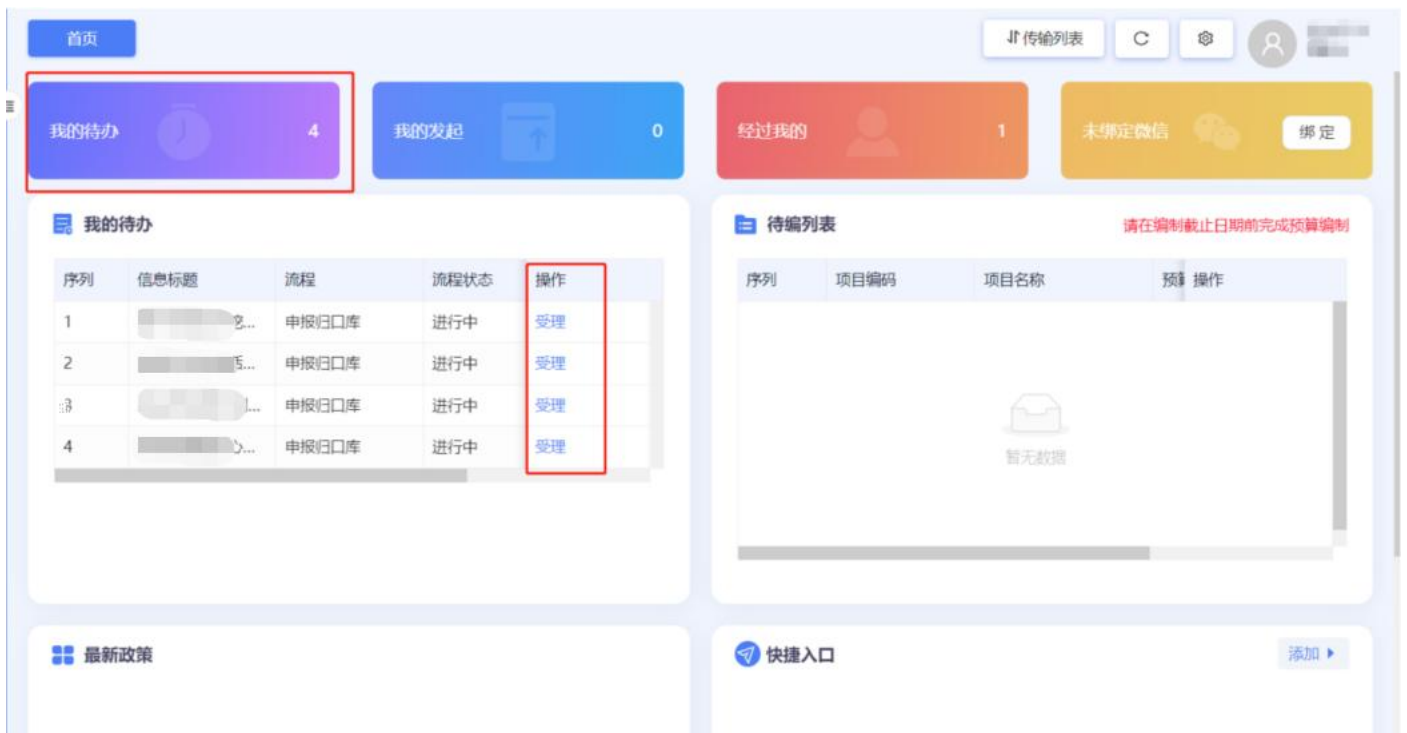 首页
传输列表
我的待办 4
我的发起 0
经过我的 1
未绑定微信 绑定
我的待办
序列 信息标题 流程 流程状态 操作
1 ... 申报归口库 进行中 受理
2 ... 申报归口库 进行中 受理
3 ... 申报归口库 进行中 受理
4 心... 申报归口库 进行中 受理
待编列表 请在编制截止日期前完成预算编制
序列 项目编码 项目名称 预算 操作
暂无数据
最新政策
快捷入口 添加